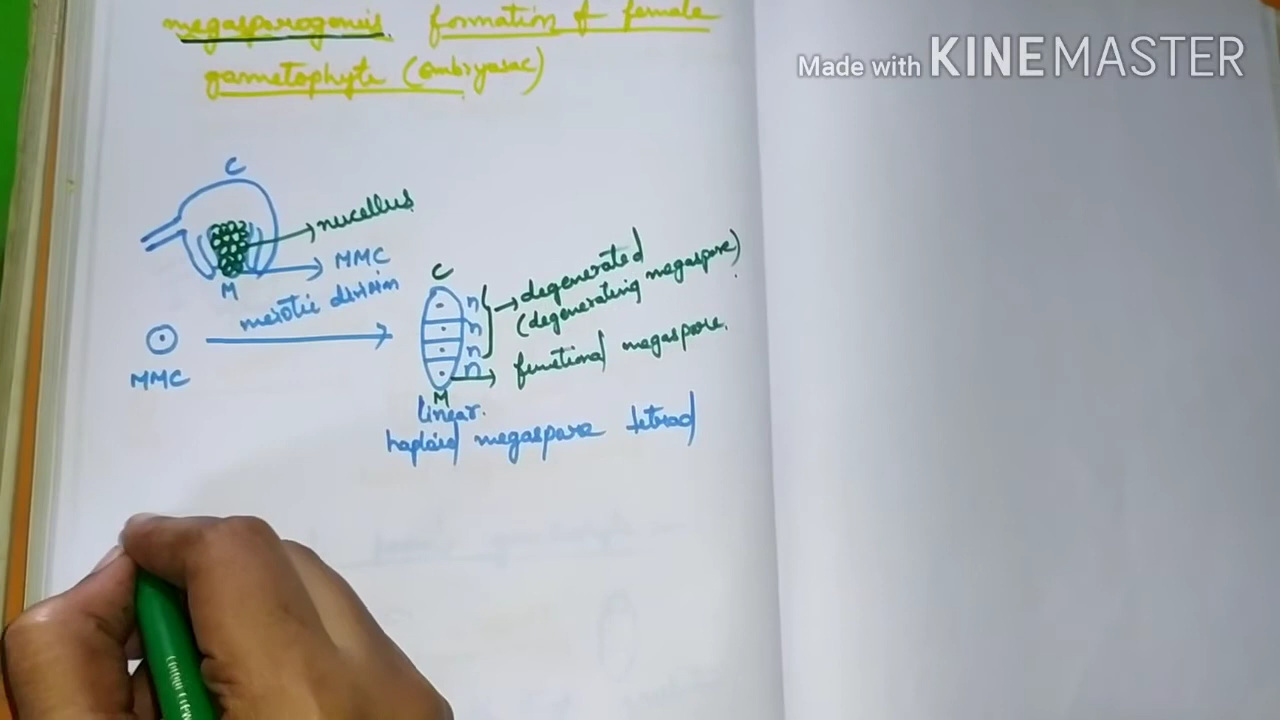 megasporogenesis formation of female
gametophyte (embryosac)
Made with KINEMASTER
C
nucellus
MMC
M
meiotic division
MMC
C
n
n
n
n
degenerated
(degenerating megaspore)
functional megaspore.
M
linear.
haploid megaspore tetrad